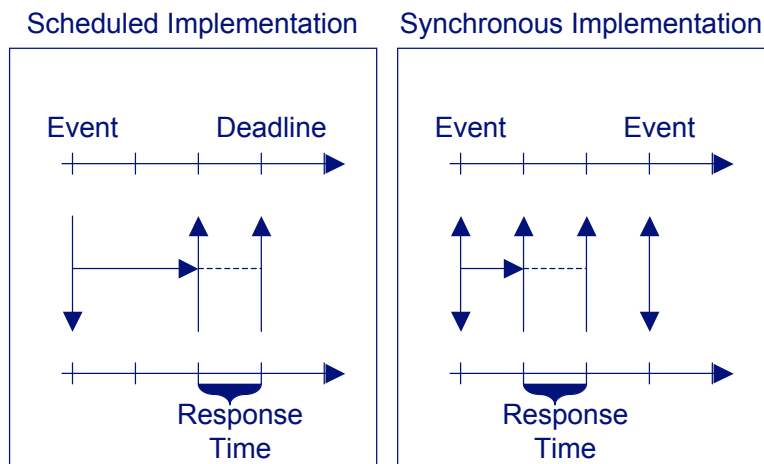 Scheduled Implementation
Synchronous Implementation
Event
Deadline
Event
Event
Response
Time
Response
Time